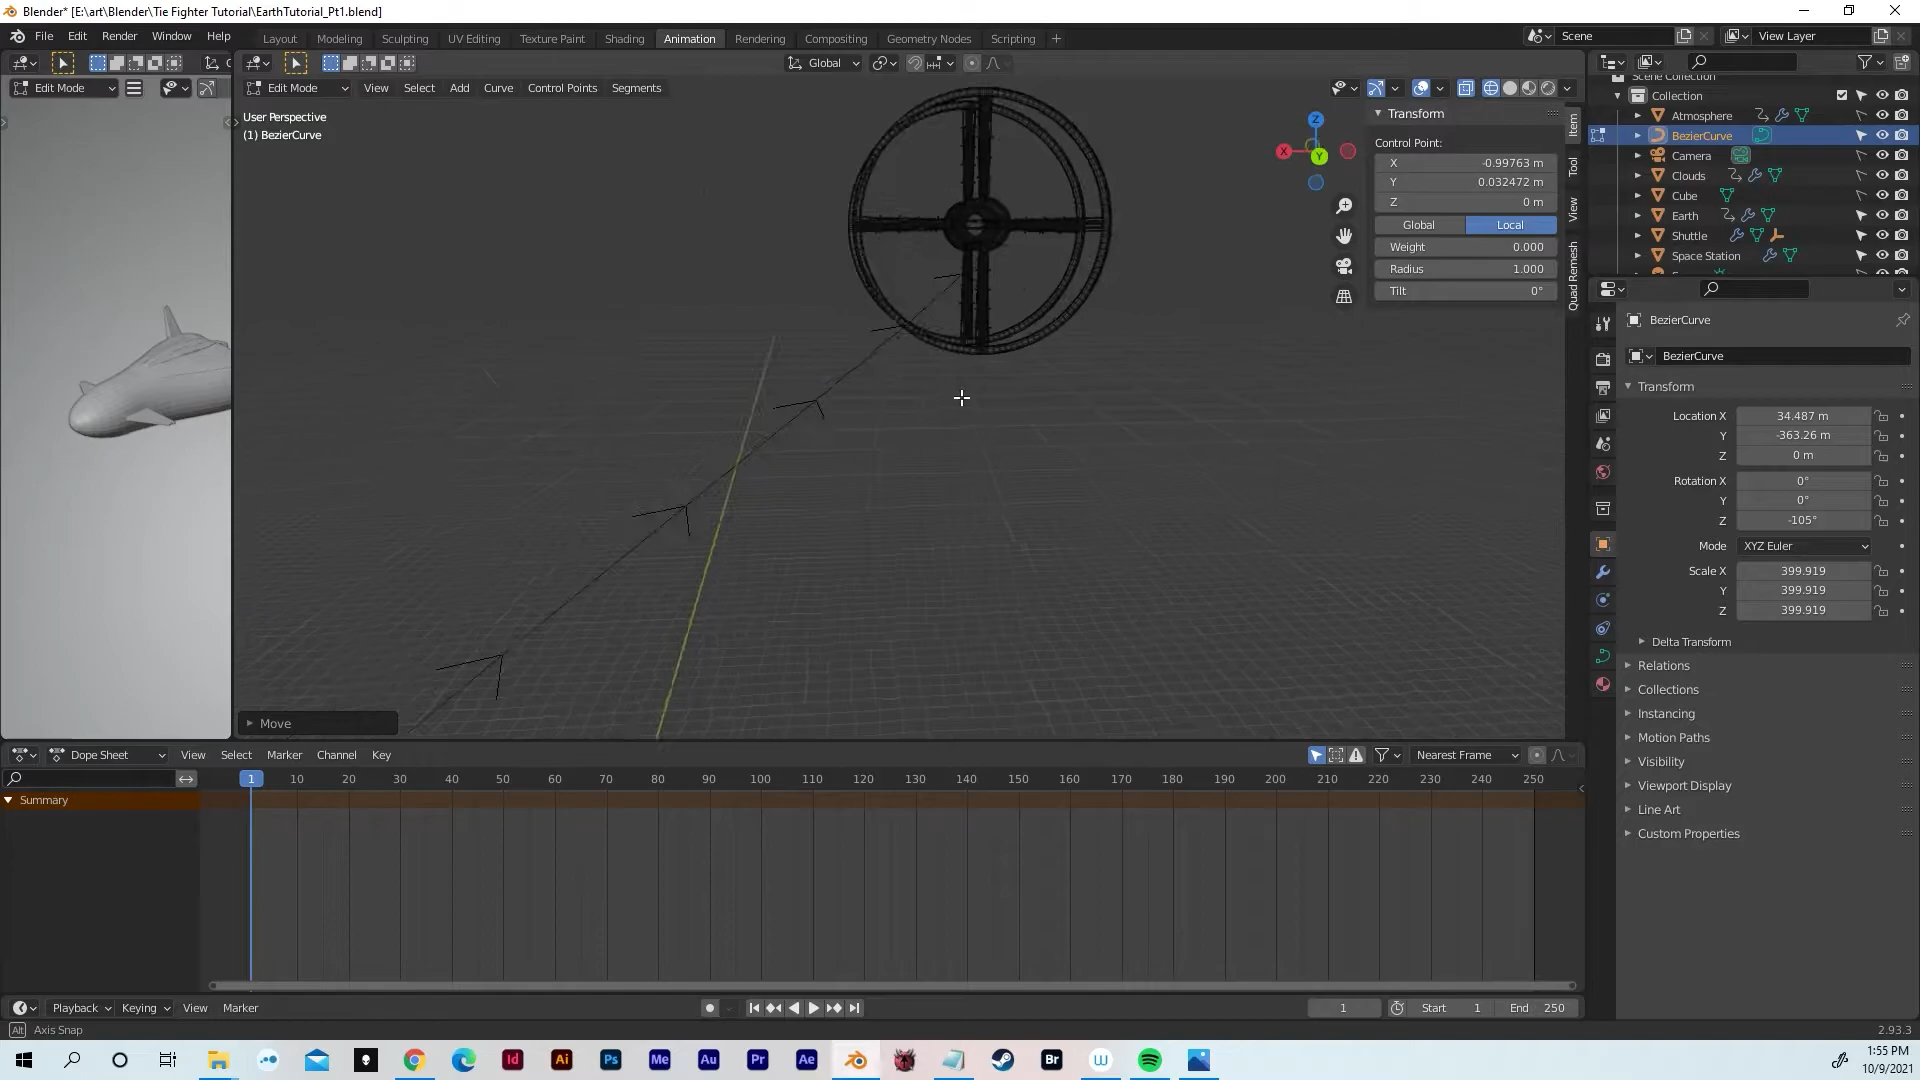 Blender* [E:\art\Blender\Tie Fighter Tutorial\EarthTutorial_Pt1.blend]
File Edit Render Window Help
Layout Modeling Sculpting UV Editing Texture Paint Shading Animation Rendering Compositing Geometry Nodes Scripting +
Scene
View Layer
Global
Edit Mode
Edit Mode View Select Add Curve Control Points Segments
User Perspective
(1) BezierCurve
Z
X
Y
Transform
Control Point:
X -0.99763 m
Y 0.032472 m
Z 0 m
Global Local
Weight 0.000
Radius 1.000
Tilt 0°
Item
Tool
View
Quad Remesh
Scene Collection
Collection
Atmosphere
BezierCurve
Camera
Clouds
Cube
Earth
Shuttle
Space Station
BezierCurve
BezierCurve
Transform
Location X 34.487 m
Y -363.26 m
Z 0 m
Rotation X 0°
Y 0°
Z -105°
Mode XYZ Euler
Scale X 399.919
Y 399.919
Z 399.919
Delta Transform
Relations
Collections
Instancing
Motion Paths
Visibility
Viewport Display
Line Art
Custom Properties
Move
Dope Sheet View Select Marker Channel Key
Nearest Frame
1 10 20 30 40 50 60 70 80 90 100 110 120 130 140 150 160 170 180 190 200 210 220 230 240 250
Summary
Playback Keying View Marker
1 Start 1 End 250
Alt Axis Snap
2.93.3
Id Ai Ps Me Au Pr Ae Br W
1:55 PM
10/9/2021